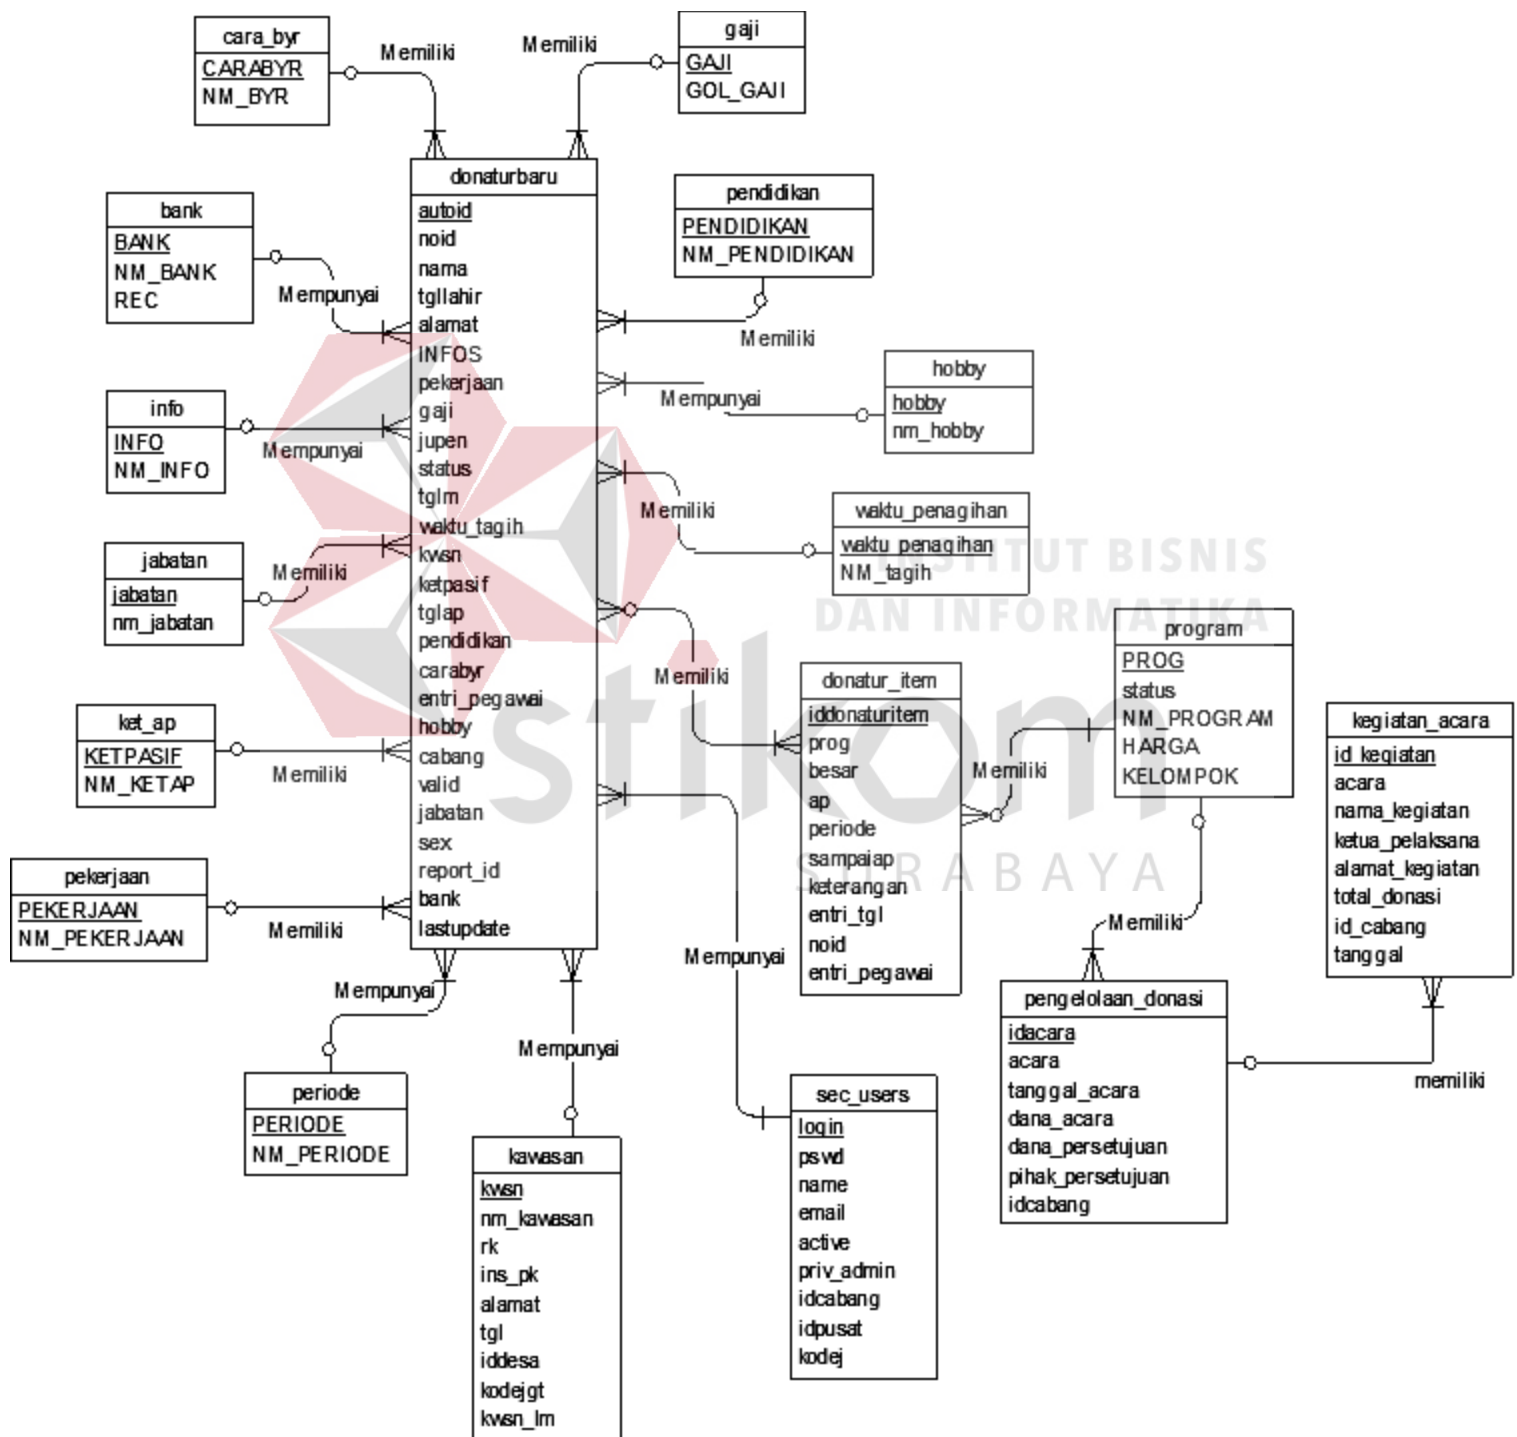 cara_byr
CARABYR
NM_BYR
Memiliki
Memiliki
gaji
GAJI
GOL_GAJI
donaturbaru
autoid
noid
nama
tgllahir
alamat
INFOS
pekerjaan
gaji
jupen
status
tglm
waktu_tagih
kwsn
ketpasif
tglap
pendidikan
carabyr
entri_pegawai
hobby
cabang
valid
jabatan
sex
report_id
bank
lastupdate
bank
BANK
NM_BANK
REC
Mempunyai
info
INFO
NM_INFO
Mempunyai
jabatan
jabatan
nm_jabatan
Memiliki
ket_ap
KETPASIF
NM_KETAP
Memiliki
pekerjaan
PEKERJAAN
NM_PEKERJAAN
Memiliki
Mempunyai
periode
PERIODE
NM_PERIODE
Mempunyai
kawasan
kwsn
nm_kawasan
rk
ins_pk
alamat
tgl
iddesa
kodejgt
kwsn_lm
pendidikan
PENDIDIKAN
NM_PENDIDIKAN
Memiliki
hobby
hobby
nm_hobby
Mempunyai
waktu_penagihan
waktu_penagihan
NM_tagih
Memiliki
INSTITUT BISNIS
DAN INFORMATIKA
stikom
SURABAYA
Memiliki
donatur_item
iddonaturitem
prog
besar
ap
periode
sampaiap
keterangan
entri_tgl
noid
entri_pegawai
Memiliki
program
PROG
status
NM_PROGRAM
HARGA
KELOMPOK
Memiliki
kegiatan_acara
id_kegiatan
acara
nama_kegiatan
ketua_pelaksana
alamat_kegiatan
total_donasi
id_cabang
tanggal
memiliki
pengelolaan_donasi
idacara
acara
tanggal_acara
dana_acara
dana_persetujuan
pihak_persetujuan
idcabang
Mempunyai
sec_users
login
pswd
name
email
active
priv_admin
idcabang
idpusat
kodej